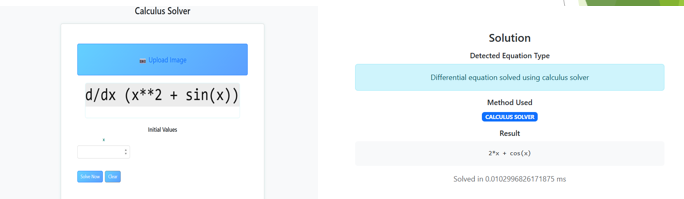 Calculus Solver
Upload Image
d/dx (x**2 + sin(x))
Initial Values
x
Solve Now Clear
Solution
Detected Equation Type
Differential equation solved using calculus solver
Method Used
CALCULUS SOLVER
Result
2*x + cos(x)
Solved in 0.0102996826171875 ms